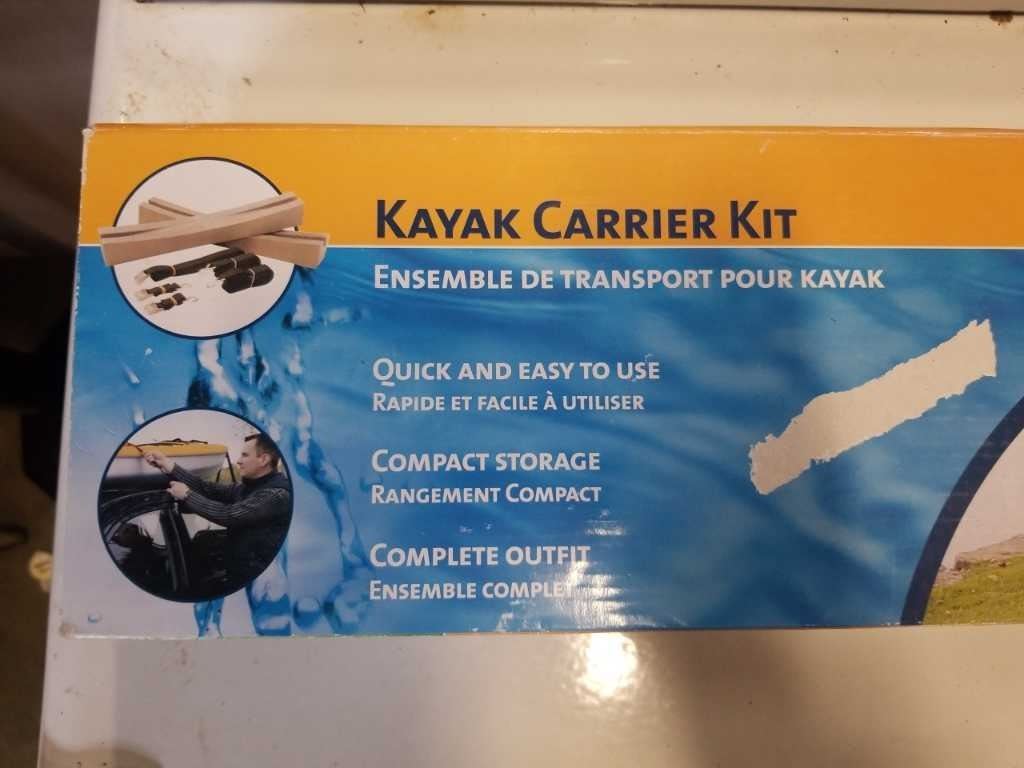 KAYAK CARRIER KIT
ENSEMBLE DE TRANSPORT POUR KAYAK
QUICK AND EASY TO USE
RAPIDE ET FACILE À UTILISER
COMPACT STORAGE
RANGEMENT COMPACT
COMPLETE OUTFIT
ENSEMBLE COMPLET